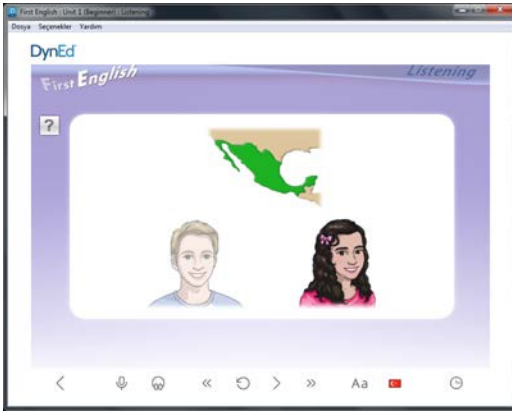 First English : Unit 1 (Beginner) : Listening
Dosya Seçenekler Yardım
DynEd
First English
Listening
?
Aa